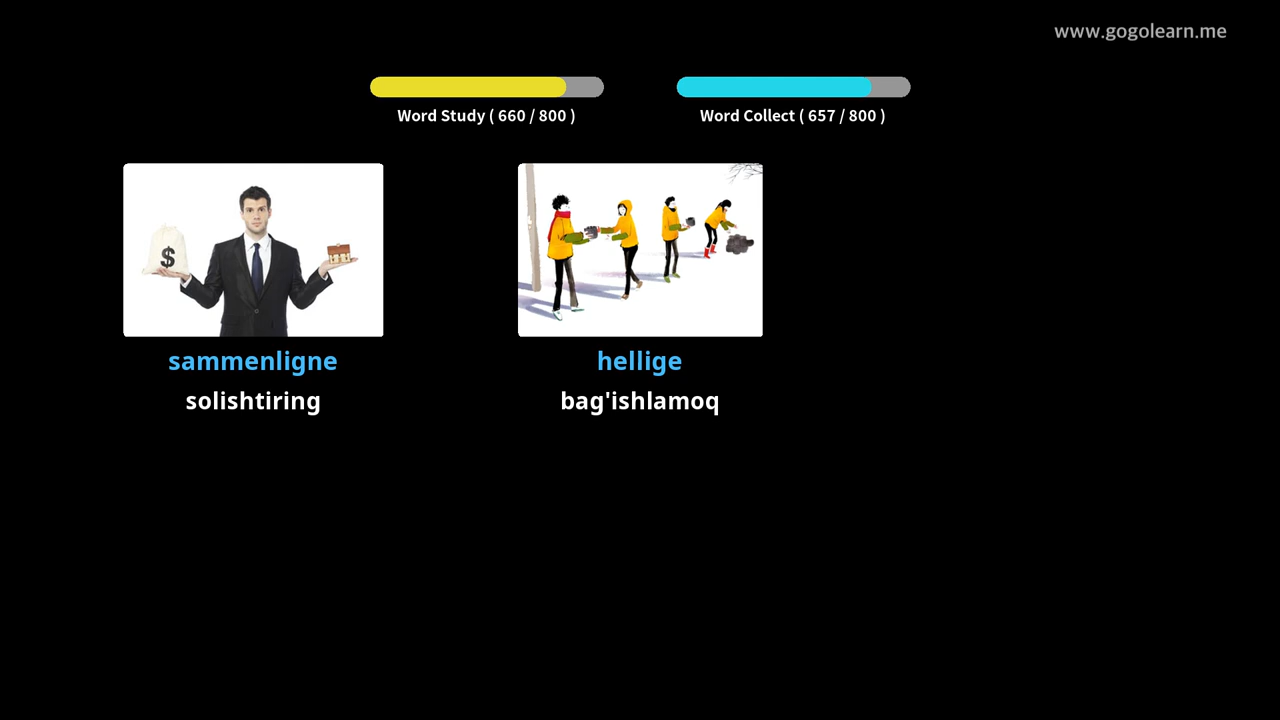 www.gogolearn.me
Word Study ( 660 / 800 )
Word Collect ( 657 / 800 )
$
sammenligne
solishtiring
hellige
bag'ishlamoq